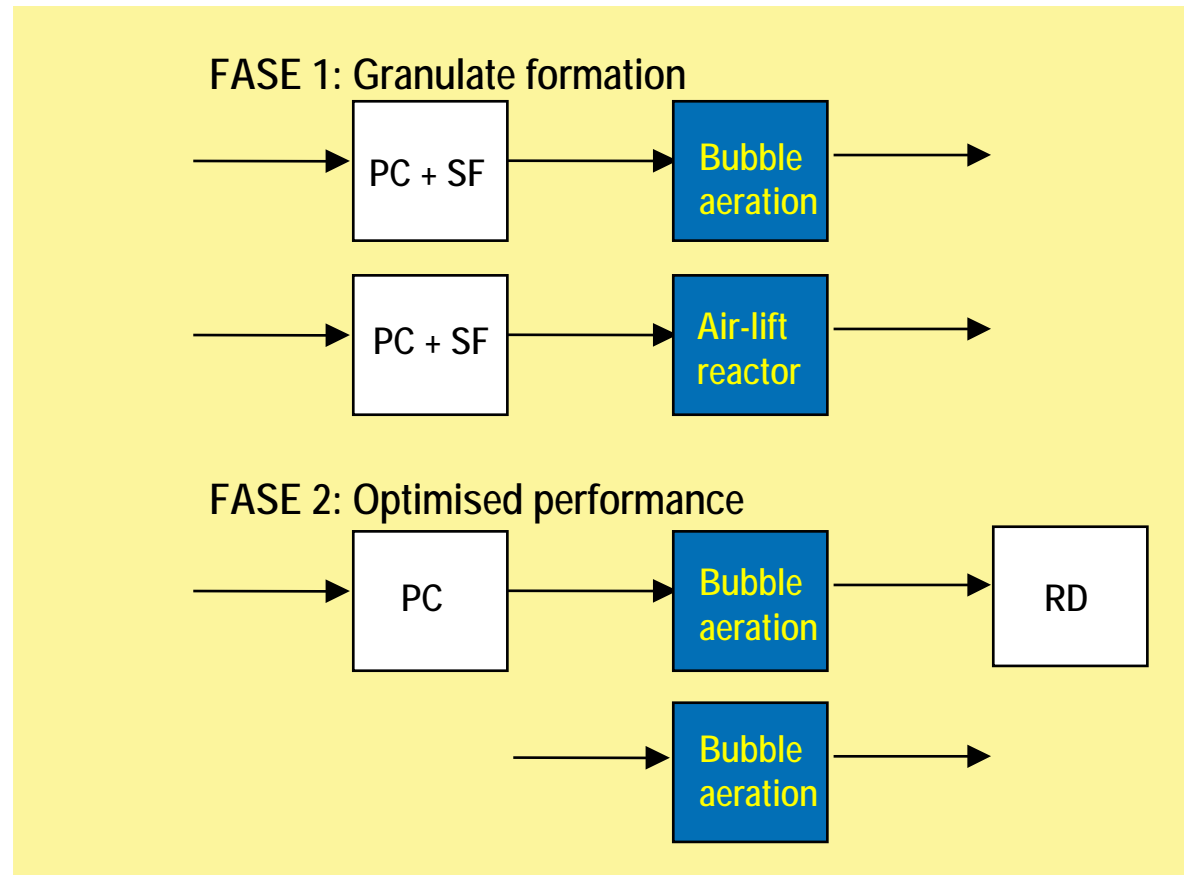 FASE 1: Granulate formation
PC + SF
Bubble
aeration
PC + SF
Air-lift
reactor
FASE 2: Optimised performance
PC
Bubble
aeration
RD
Bubble
aeration